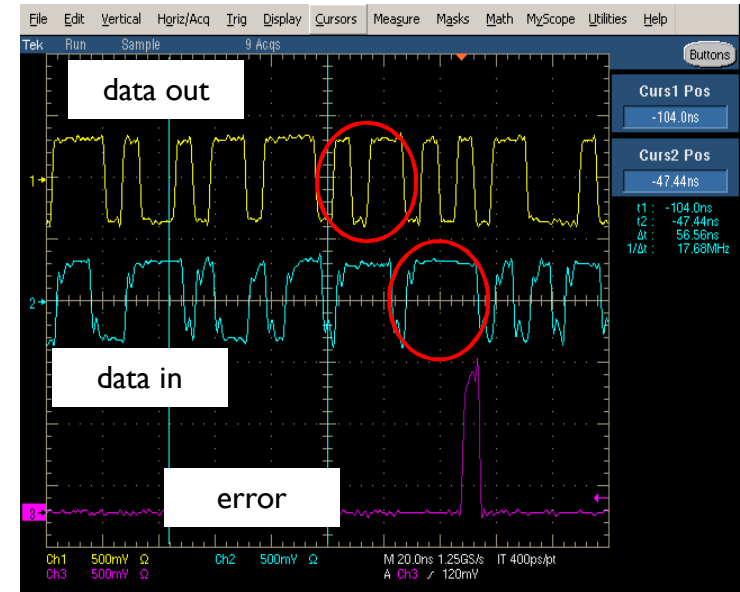 File Edit Vertical Horiz/Acq Trig Display Cursors Measure Masks Math MyScope Utilities Help
Tek Run Sample 9 Acqs
Buttons
data out
Curs1 Pos
-104.0ns
Curs2 Pos
-47.44ns
1
t1 : -104.0ns
t2 : -47.44ns
Δt : 56.56ns
1/Δt : 17.68MHz
2
data in
error
3
Ch1 500mV Ω Ch2 500mV Ω M 20.0ns 1.25GS/s IT 400ps/pt
Ch3 500mV Ω A Ch3 ∕ 120mV